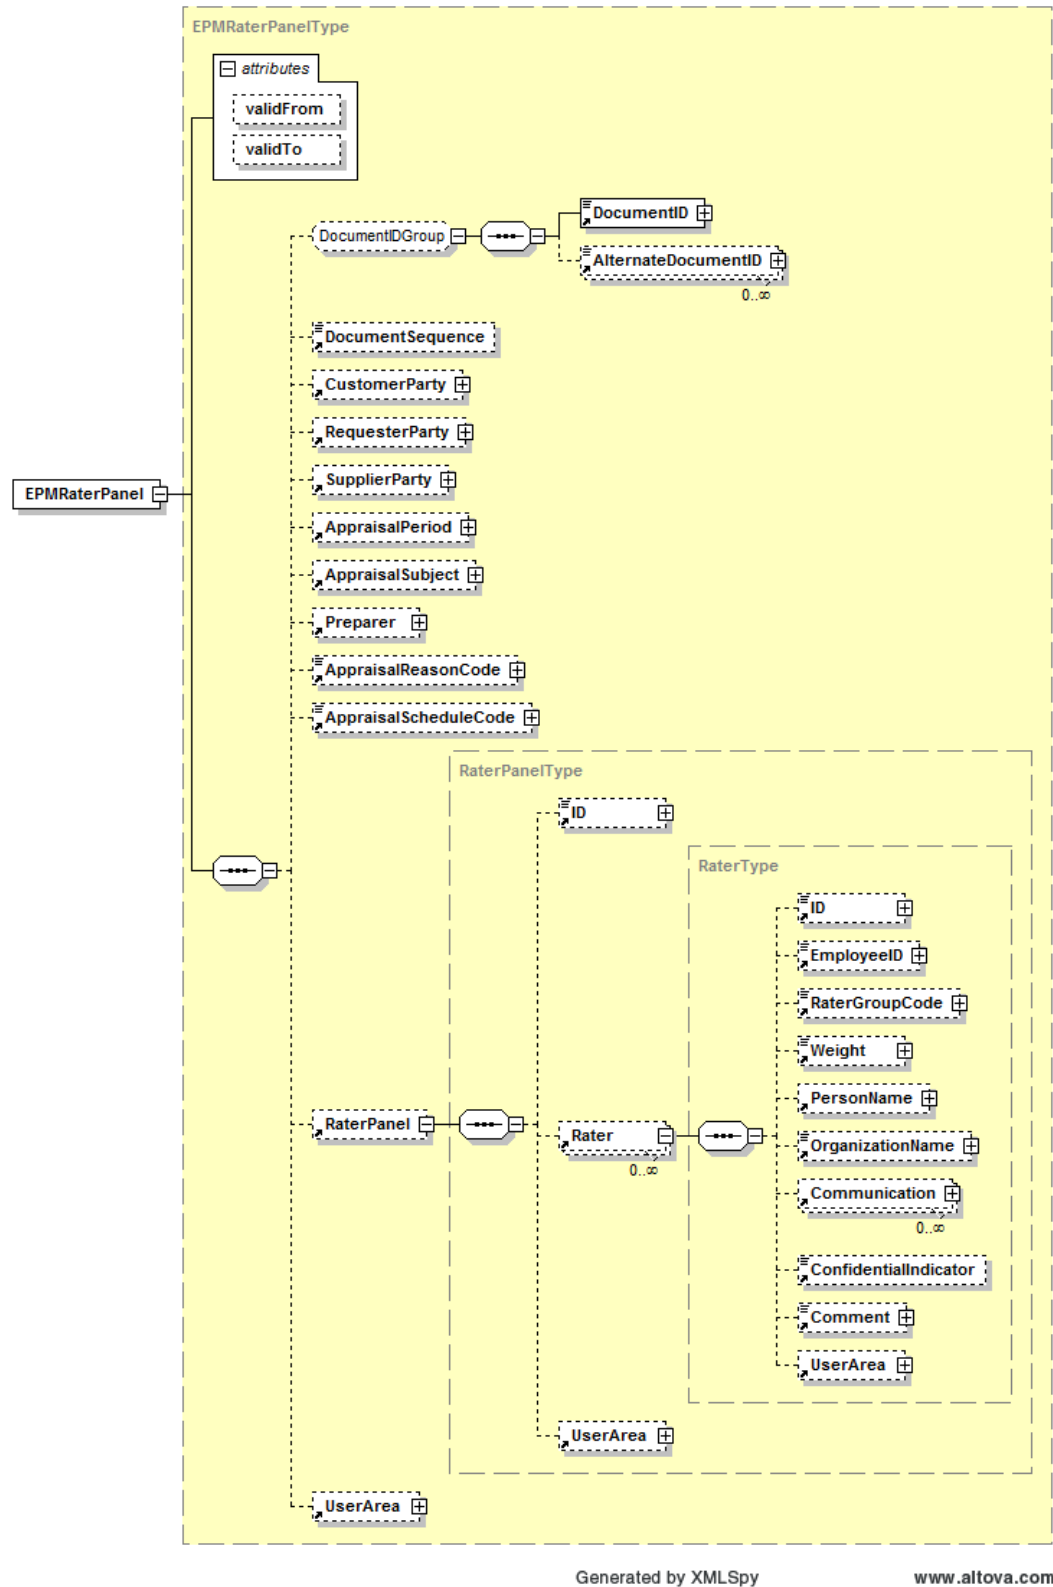 EPMRaterPanelType
attributes
validFrom
validTo
DocumentIDGroup
DocumentID
AlternateDocumentID
0..∞
DocumentSequence
CustomerParty
RequesterParty
SupplierParty
EPMRaterPanel
AppraisalPeriod
AppraisalSubject
Preparer
AppraisalReasonCode
AppraisalScheduleCode
RaterPanelType
ID
RaterType
ID
EmployeeID
RaterGroupCode
Weight
PersonName
RaterPanel
Rater
0..∞
OrganizationName
Communication
0..∞
ConfidentialIndicator
Comment
UserArea
UserArea
UserArea
Generated by XMLSpy
www.altova.com